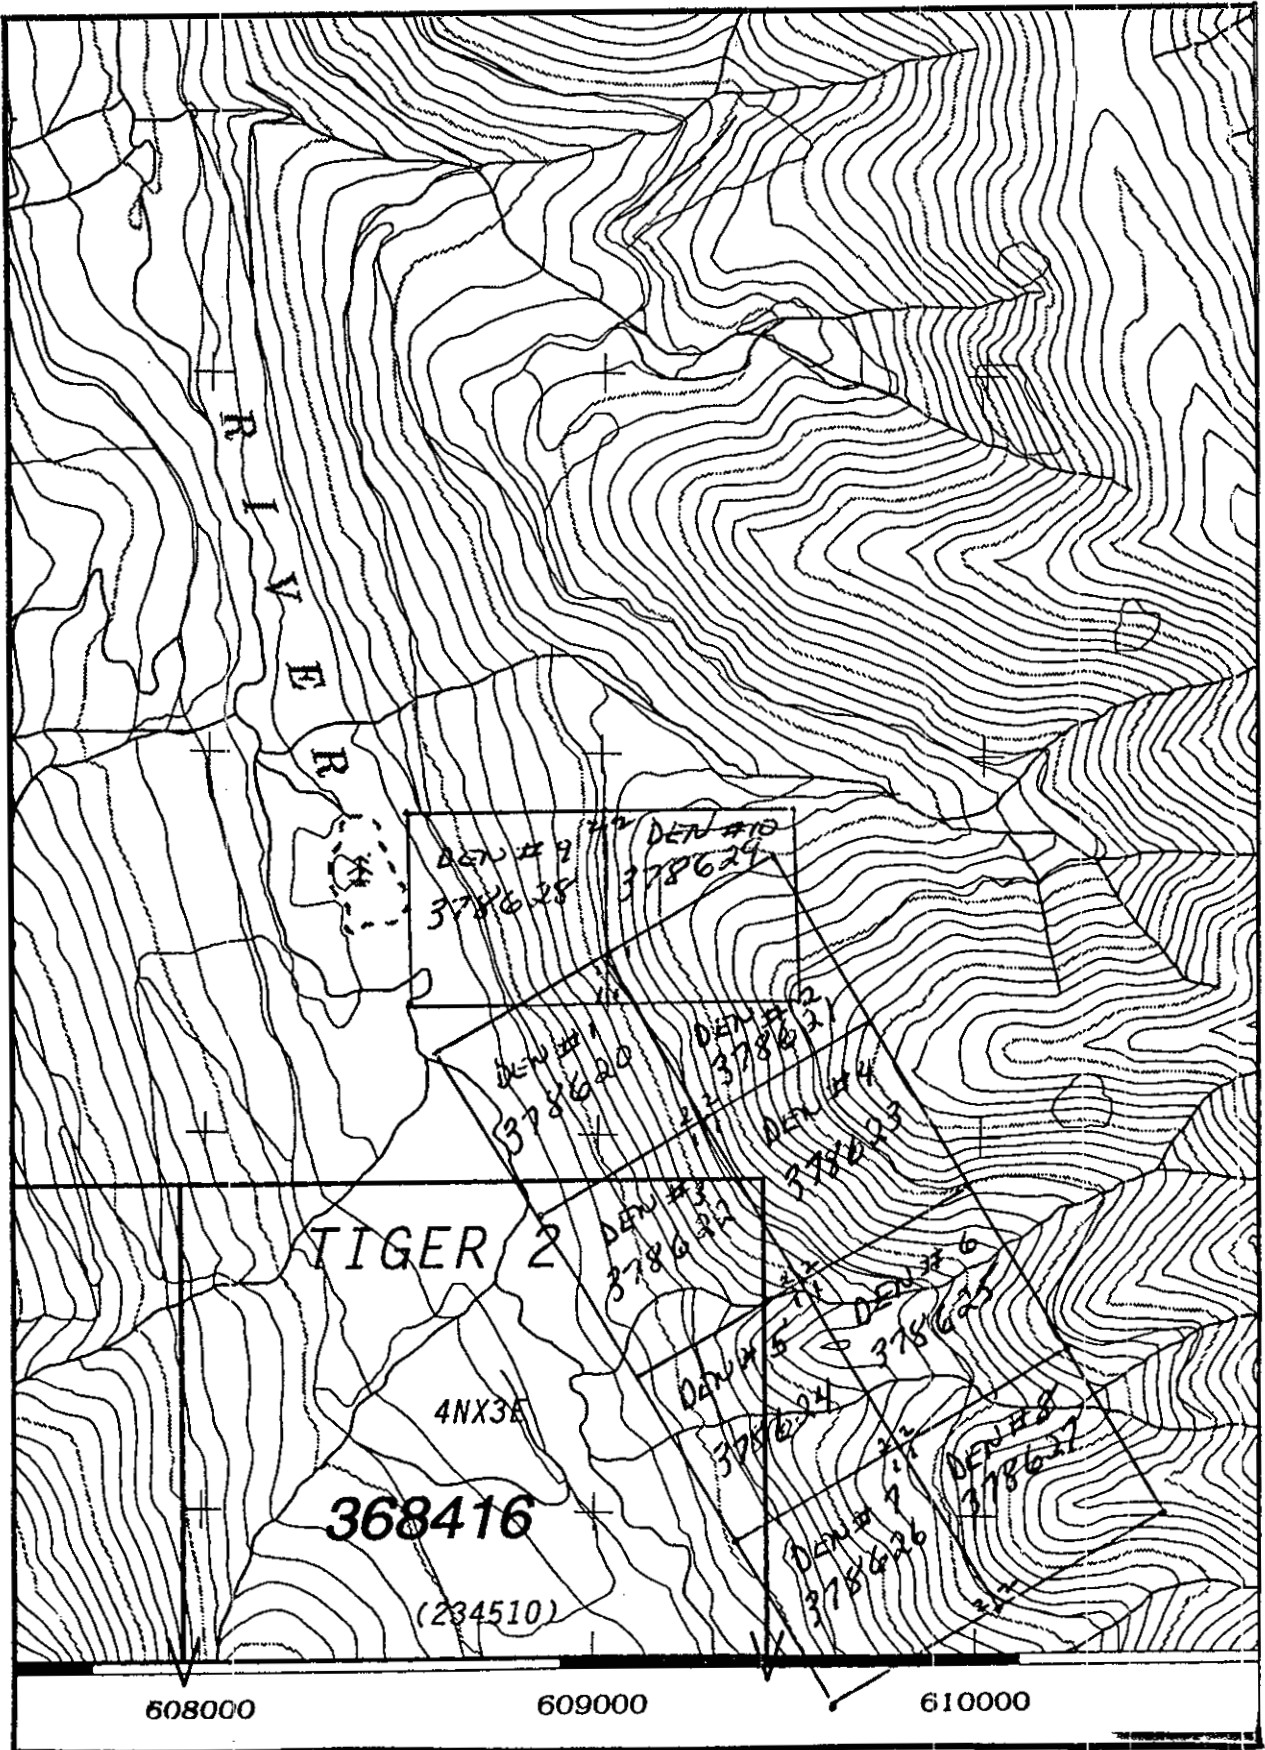 RIVER
DEN #9
378628
DEN #10
378629
DEN #1
378620
DEN #2
378621
DEN #4
378623
DEN #3
378622
TIGER 2
DEN #6
378625
DEN #5
378624
4NX3E
DEN #8
378627
368416
DEN #7
378626
(234510)
608000 609000 610000